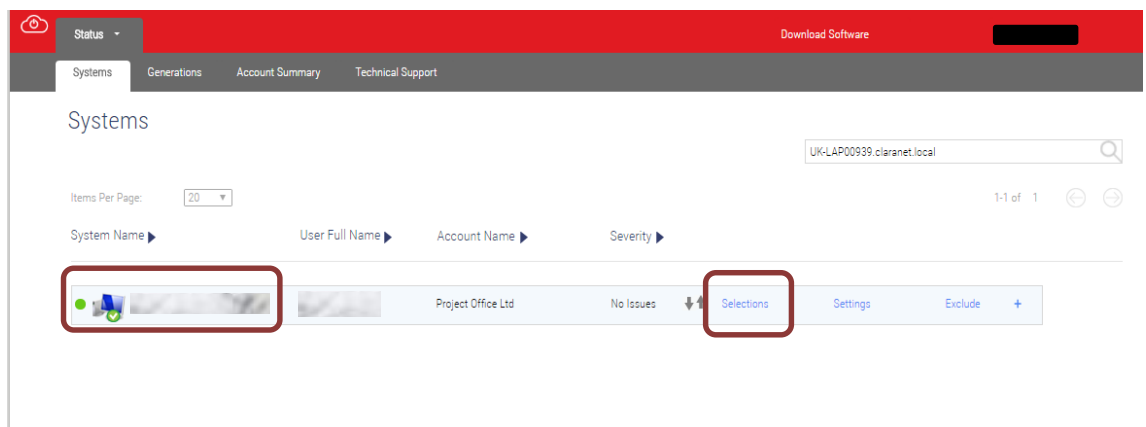 Status Download Software
Systems Generations Account Summary Technical Support
Systems
UK-LAP00939.claranet.local
Items Per Page: 20 1-1 of 1
System Name User Full Name Account Name Severity
Project Office Ltd No Issues Selections Settings Exclude +